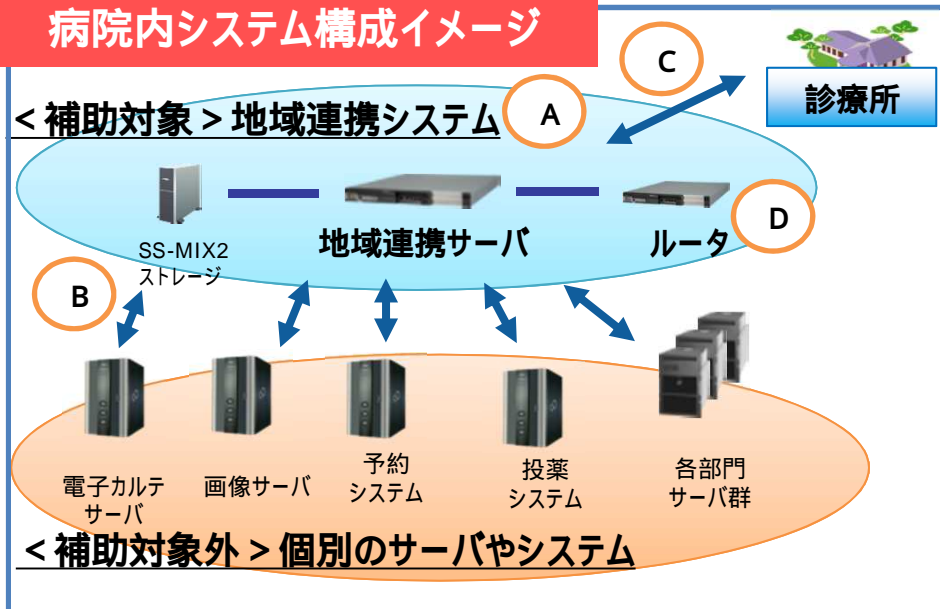 病院内システム構成イメージ
C
診療所
<補助対象>地域連携システム
A
SS-MIX2
ストレージ
地域連携サーバ
ルータ
D
B
電子カルテ
サーバ
画像サーバ
予約
システム
投薬
システム
各部門
サーバ群
<補助対象外>個別のサーバやシステム